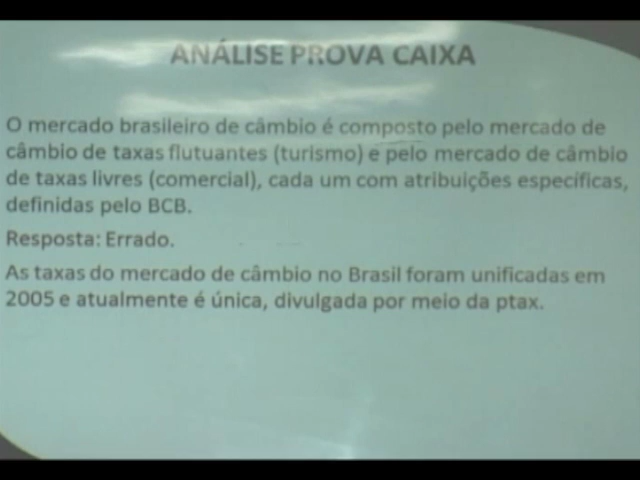 ANÁLISE PROVA CAIXA
O mercado brasileiro de câmbio é composto pelo mercado de
câmbio de taxas flutuantes (turismo) e pelo mercado de câmbio
de taxas livres (comercial), cada um com atribuições específicas,
definidas pelo BCB.
Resposta: Errado.
As taxas do mercado de câmbio no Brasil foram unificadas em
2005 e atualmente é única, divulgada por meio da ptax.